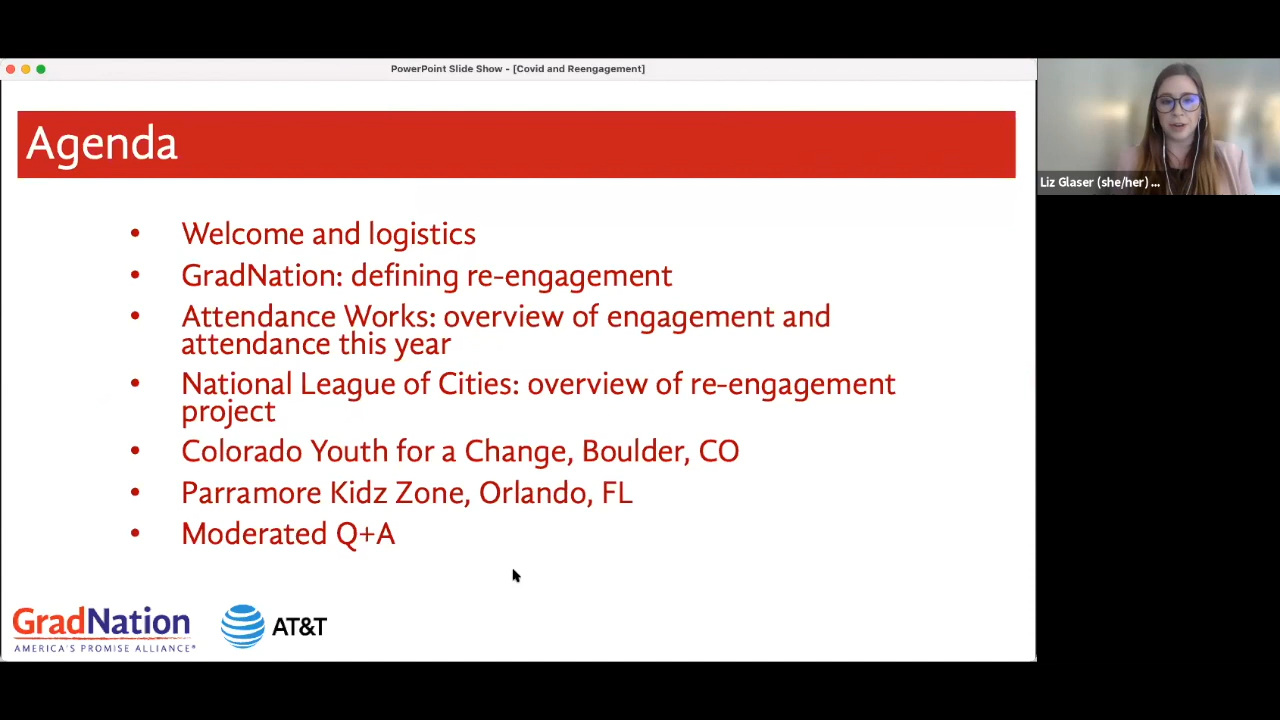 PowerPoint Slide Show - [Covid and Reengagement]
Agenda
• Welcome and logistics
• GradNation: defining re-engagement
• Attendance Works: overview of engagement and
attendance this year
• National League of Cities: overview of re-engagement
project
• Colorado Youth for a Change, Boulder, CO
• Parramore Kidz Zone, Orlando, FL
• Moderated Q+A
GradNation
AMERICA'S PROMISE ALLIANCE®
AT&T
Liz Glaser (she/her) ...